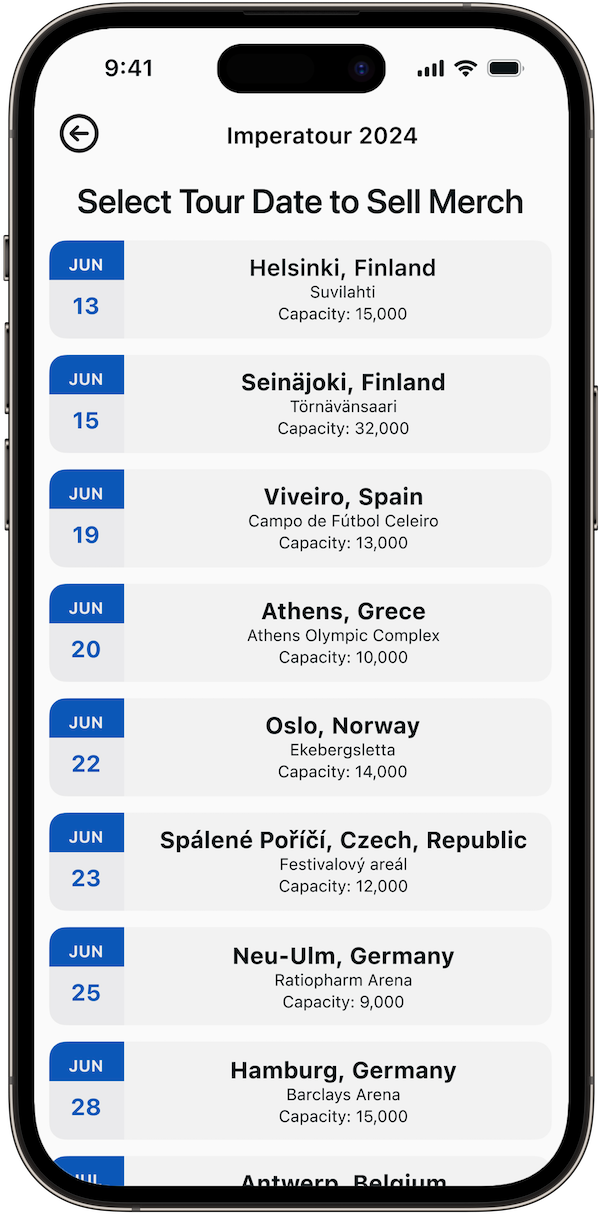 9:41
Imperatour 2024
Select Tour Date to Sell Merch
JUN
13
Helsinki, Finland
Suvilahti
Capacity: 15,000
JUN
15
Seinäjoki, Finland
Törnävänsaari
Capacity: 32,000
JUN
19
Viveiro, Spain
Campo de Fútbol Celeiro
Capacity: 13,000
JUN
20
Athens, Grece
Athens Olympic Complex
Capacity: 10,000
JUN
22
Oslo, Norway
Ekebergsletta
Capacity: 14,000
JUN
23
Spálené Poříčí, Czech, Republic
Festivalový areál
Capacity: 12,000
JUN
25
Neu-Ulm, Germany
Ratiopharm Arena
Capacity: 9,000
JUN
28
Hamburg, Germany
Barclays Arena
Capacity: 15,000
JUL
Antwerp, Belgium